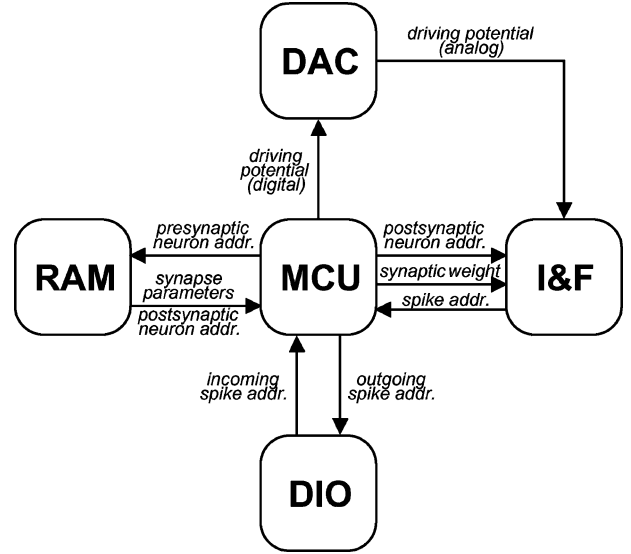 DAC
driving potential
(analog)
driving
potential
(digital)
presynaptic
neuron addr.
postsynaptic
neuron addr.
RAM
MCU
I&F
synaptic weight
synapse
parameters
spike addr.
postsynaptic
neuron addr.
incoming
spike addr.
outgoing
spike addr.
DIO